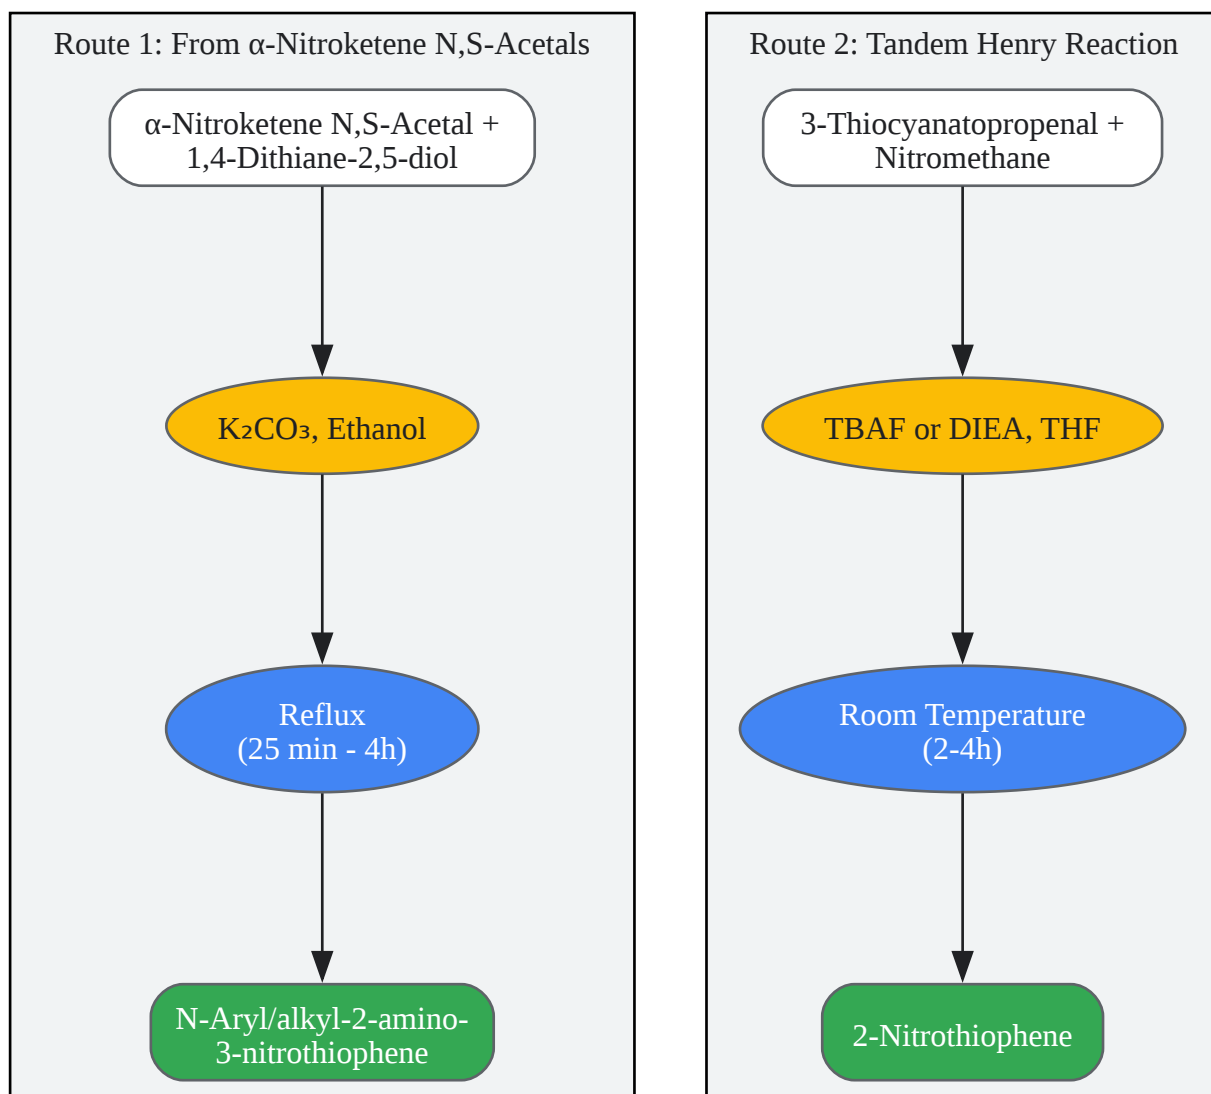 Route 1: From α-Nitroketene N,S-Acetals
α-Nitroketene N,S-Acetal +
1,4-Dithiane-2,5-diol
K₂CO₃, Ethanol
Reflux
(25 min - 4h)
N-Aryl/alkyl-2-amino-
3-nitrothiophene
Route 2: Tandem Henry Reaction
3-Thiocyanatopropenal +
Nitromethane
TBAF or DIEA, THF
Room Temperature
(2-4h)
2-Nitrothiophene